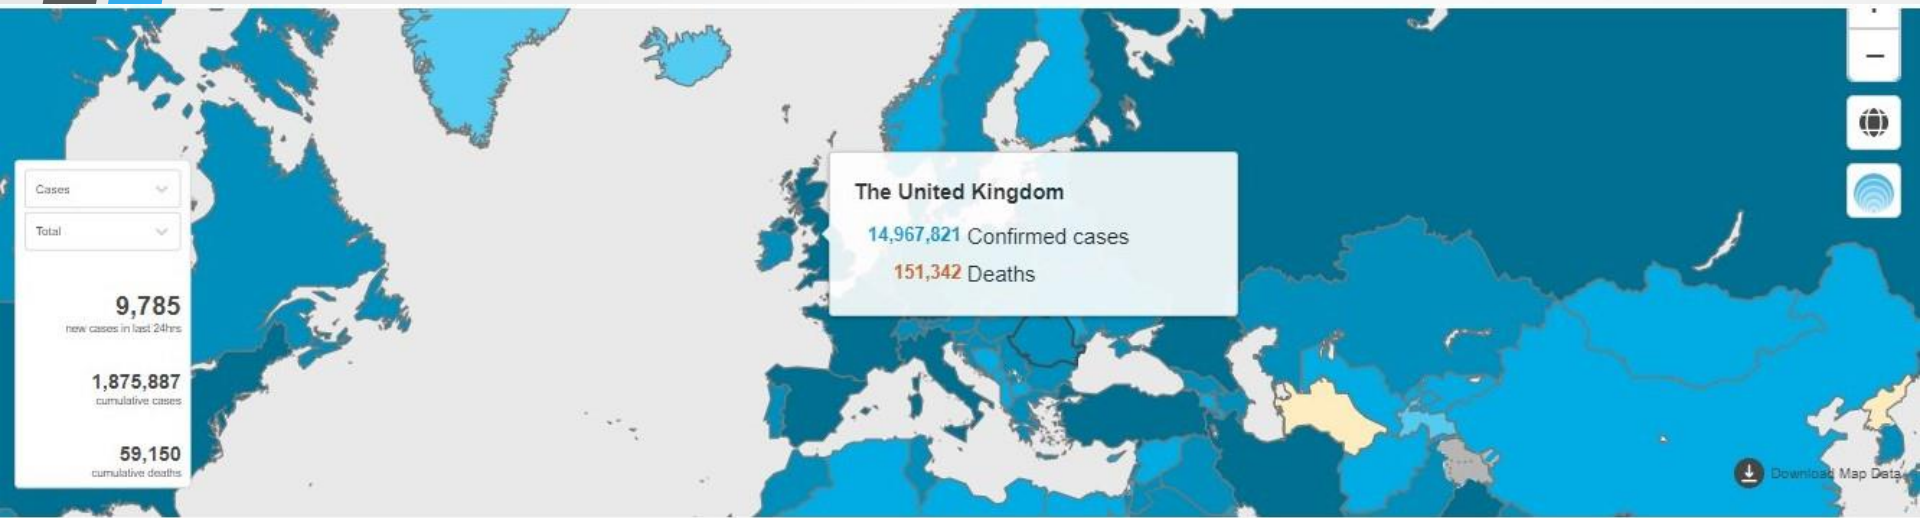 Cases
Total
9,785
new cases in last 24hrs
1,875,887
cumulative cases
59,150
cumulative deaths
The United Kingdom
14,967,821 Confirmed cases
151,342 Deaths
Download Map Data